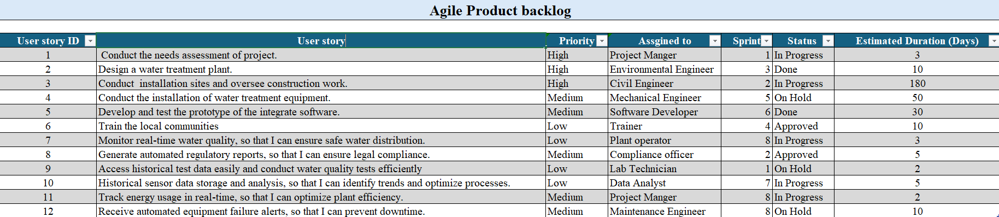 Agile Product backlog
User story ID User story Priority Assgined to Sprint Status Estimated Duration (Days)
1 Conduct the needs assessment of project. High Project Manger 1 In Progress 3
2 Design a water treatment plant. High Environmental Engineer 3 Done 10
3 Conduct installation sites and oversee construction work. High Civil Engineer 2 In Progress 180
4 Conduct the installation of water treatment equipment. Medium Mechanical Engineer 5 On Hold 50
5 Develop and test the prototype of the integrate software. Medium Software Developer 6 Done 30
6 Train the local communities Low Trainer 4 Approved 10
7 Monitor real-time water quality, so that I can ensure safe water distribution. Low Plant operator 8 In Progress 3
8 Generate automated regulatory reports, so that I can ensure legal compliance. Medium Compliance officer 2 Approved 5
9 Access historical test data easily and conduct water quality tests efficiently Low Lab Technician 1 On Hold 2
10 Historical sensor data storage and analysis, so that I can identify trends and optimize processes. Low Data Analyst 7 In Progress 5
11 Track energy usage in real-time, so that I can optimize plant efficiency. Medium Project Manger 8 In Progress 2
12 Receive automated equipment failure alerts, so that I can prevent downtime. Medium Maintenance Engineer 8 On Hold 10